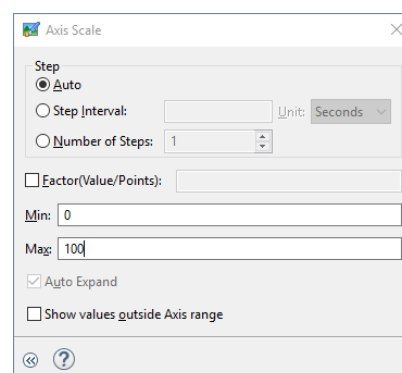 Axis Scale
Step
Auto
Step Interval: Unit: Seconds
Number of Steps: 1
Factor(Value/Points):
Min: 0
Max: 100
Auto Expand
Show values outside Axis range
?